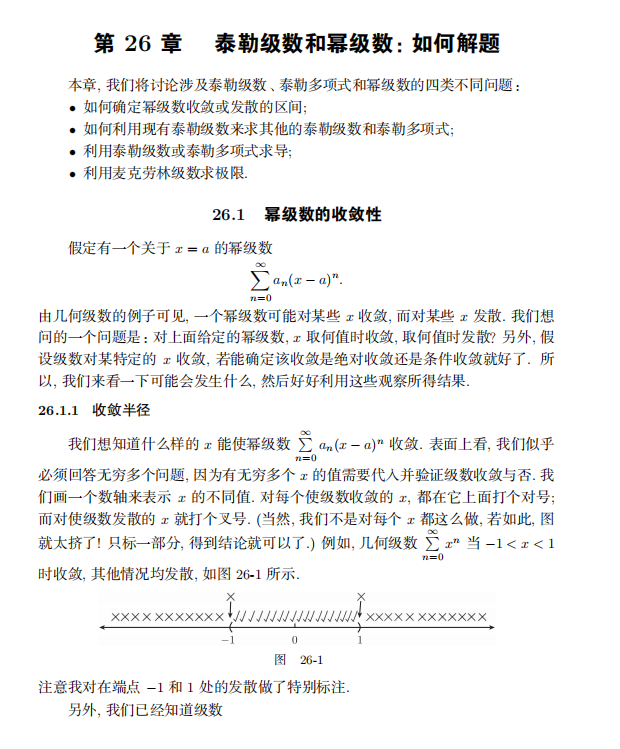 第 26 章 泰勒级数和幂级数: 如何解题
本章, 我们将讨论涉及泰勒级数、泰勒多项式和幂级数的四类不同问题:
• 如何确定幂级数收敛或发散的区间;
• 如何利用现有泰勒级数来求其他的泰勒级数和泰勒多项式;
• 利用泰勒级数或泰勒多项式求导;
• 利用麦克劳林级数求极限.
26.1 幂级数的收敛性
假定有一个关于 x = a 的幂级数
∑_{n=0}^{∞} a_n(x − a)^n.
由几何级数的例子可见, 一个幂级数可能对某些 x 收敛, 而对某些 x 发散. 我们想
问的一个问题是: 对上面给定的幂级数, x 取何值时收敛, 取何值时发散? 另外, 假
设级数对某特定的 x 收敛, 若能确定该收敛是绝对收敛还是条件收敛就好了. 所
以, 我们来看一下可能会发生什么, 然后好好利用这些观察所得结果.
26.1.1 收敛半径
我们想知道什么样的 x 能使幂级数 ∑_{n=0}^{∞} a_n(x − a)^n 收敛. 表面上看, 我们似乎
必须回答无穷多个问题, 因为有无穷多个 x 的值需要代入并验证级数收敛与否. 我
们画一个数轴来表示 x 的不同值. 对每个使级数收敛的 x, 都在它上面打个对号;
而对使级数发散的 x 就打个叉号. (当然, 我们不是对每个 x 都这么做, 若如此, 图
就太挤了! 只标一部分, 得到结论就可以了.) 例如, 几何级数 ∑_{n=0}^{∞} x^n 当 −1 < x < 1
时收敛, 其他情况均发散, 如图 26-1 所示.
−1 0 1
图 26-1
注意我对在端点 −1 和 1 处的发散做了特别标注.
另外, 我们已经知道级数